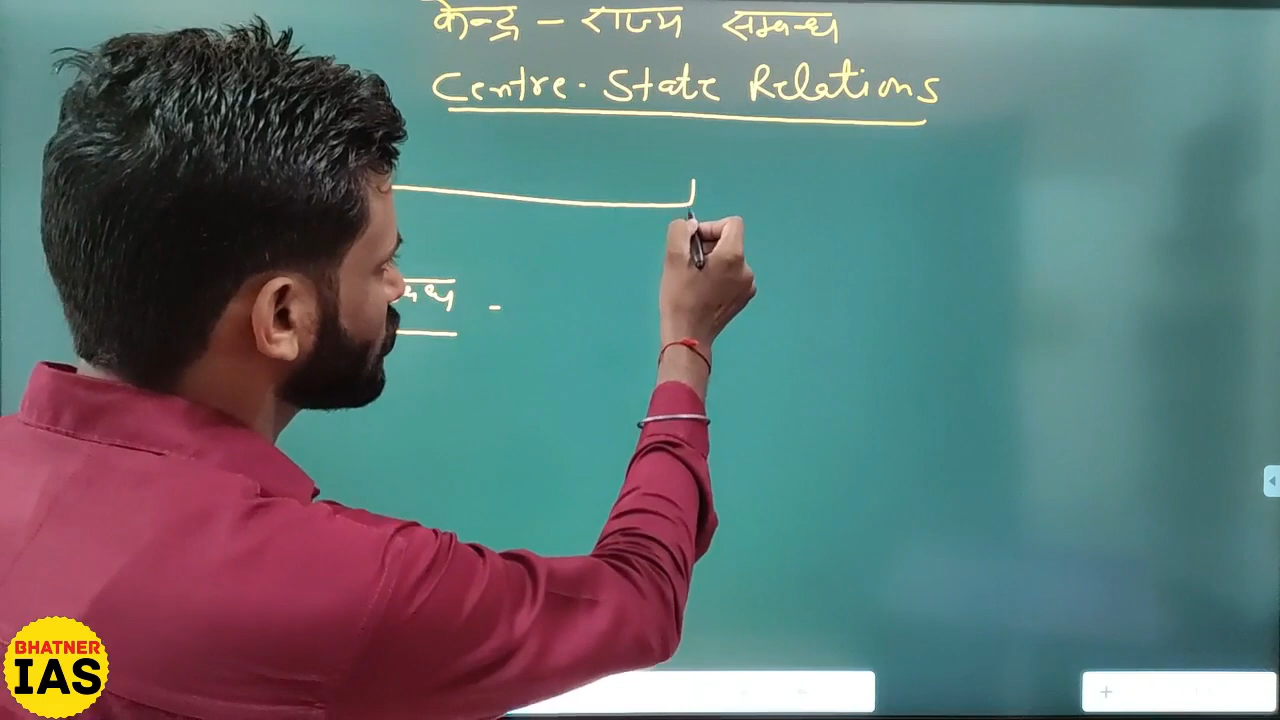 केन्द्र - राज्य सम्बन्ध
Centre-State Relations
-
BHATNER
IAS